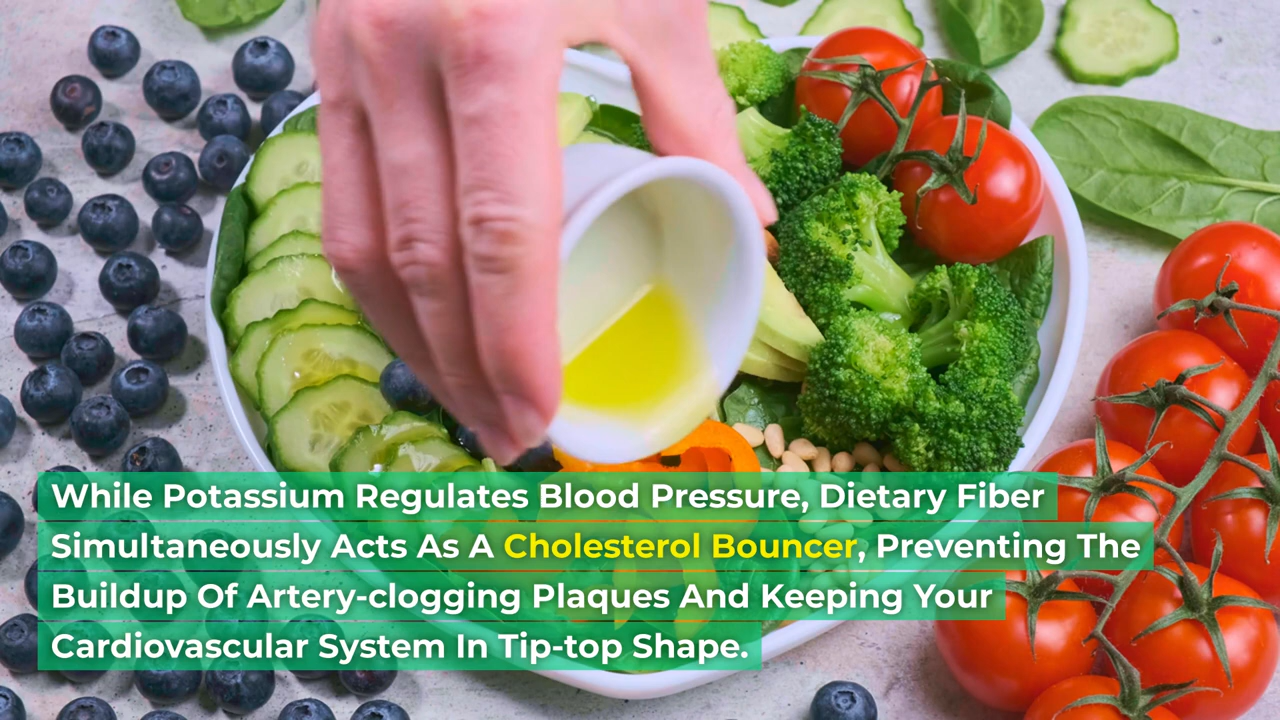 While Potassium Regulates Blood Pressure, Dietary Fiber
Simultaneously Acts As A Cholesterol Bouncer, Preventing The
Buildup Of Artery-clogging Plaques And Keeping Your
Cardiovascular System In Tip-top Shape.